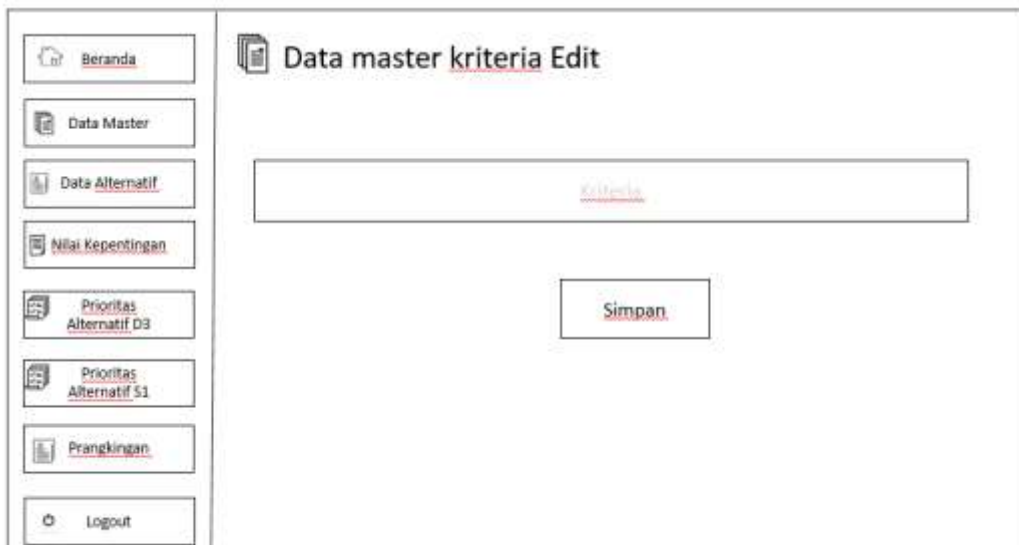 Beranda
Data Master
Data Alternatif
Nilai Kepentingan
Prioritas
Alternatif D3
Prioritas
Alternatif S1
Prangkingan
Logout
Data master kriteria Edit
Kriteria
Simpan